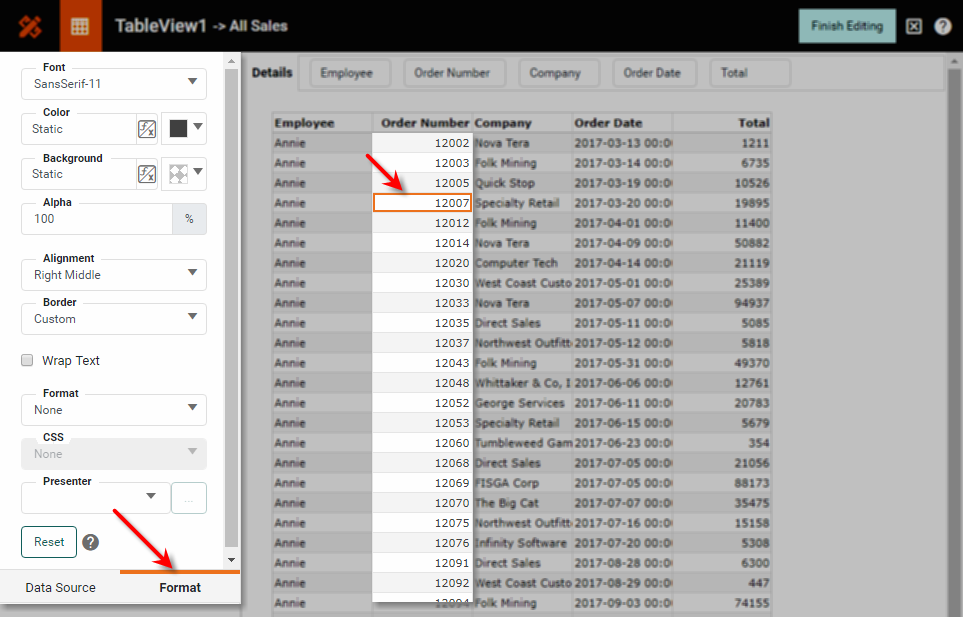 TableView1 -> All Sales
Finish Editing
Font
SansSerif-11
Color
Static
Background
Static
Alpha
100 %
Alignment
Right Middle
Border
Custom
Wrap Text
Format
None
CSS
None
Presenter
...
Reset
Data Source Format
Details Employee Order Number Company Order Date Total
Employee Order Number Company Order Date Total
Annie 12002 Nova Tera 2017-03-13 00:0 1211
Annie 12003 Folk Mining 2017-03-14 00:0 6735
Annie 12005 Quick Stop 2017-03-19 00:0 10526
Annie 12007 Specialty Retail 2017-03-20 00:0 19895
Annie 12012 Folk Mining 2017-04-01 00:0 11400
Annie 12014 Nova Tera 2017-04-09 00:0 50882
Annie 12020 Computer Tech 2017-04-14 00:0 21119
Annie 12030 West Coast Custo 2017-05-01 00:0 25389
Annie 12033 Nova Tera 2017-05-07 00:0 94937
Annie 12035 Direct Sales 2017-05-11 00:0 5085
Annie 12037 Northwest Outfitt 2017-05-12 00:0 5818
Annie 12043 Folk Mining 2017-05-31 00:0 49370
Annie 12048 Whittaker & Co, I 2017-06-06 00:0 12761
Annie 12052 George Services 2017-06-11 00:0 20783
Annie 12053 Specialty Retail 2017-06-15 00:0 5679
Annie 12060 Tumbleweed Gam 2017-06-23 00:0 354
Annie 12068 Direct Sales 2017-07-05 00:0 21056
Annie 12069 FISGA Corp 2017-07-05 00:0 88173
Annie 12070 The Big Cat 2017-07-07 00:0 35475
Annie 12075 Northwest Outfitt 2017-07-16 00:0 15158
Annie 12076 Infinity Software 2017-07-20 00:0 5308
Annie 12091 Direct Sales 2017-08-28 00:0 6300
Annie 12092 West Coast Custo 2017-08-29 00:0 447
Annie 12094 Folk Mining 2017-09-03 00:0 74155